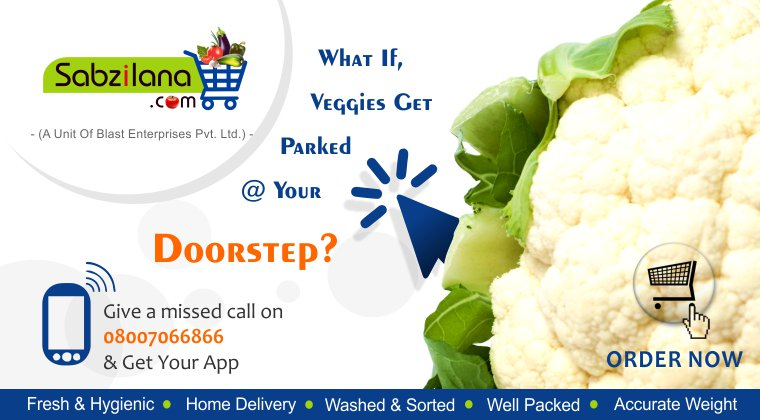 Sabzilana
.com
- (A Unit Of Blast Enterprises Pvt. Ltd.) -
What If,
Veggies Get
Parked
@ Your
Doorstep?
Give a missed call on
08007066866
& Get Your App
ORDER NOW
Fresh & Hygienic • Home Delivery • Washed & Sorted • Well Packed • Accurate Weight